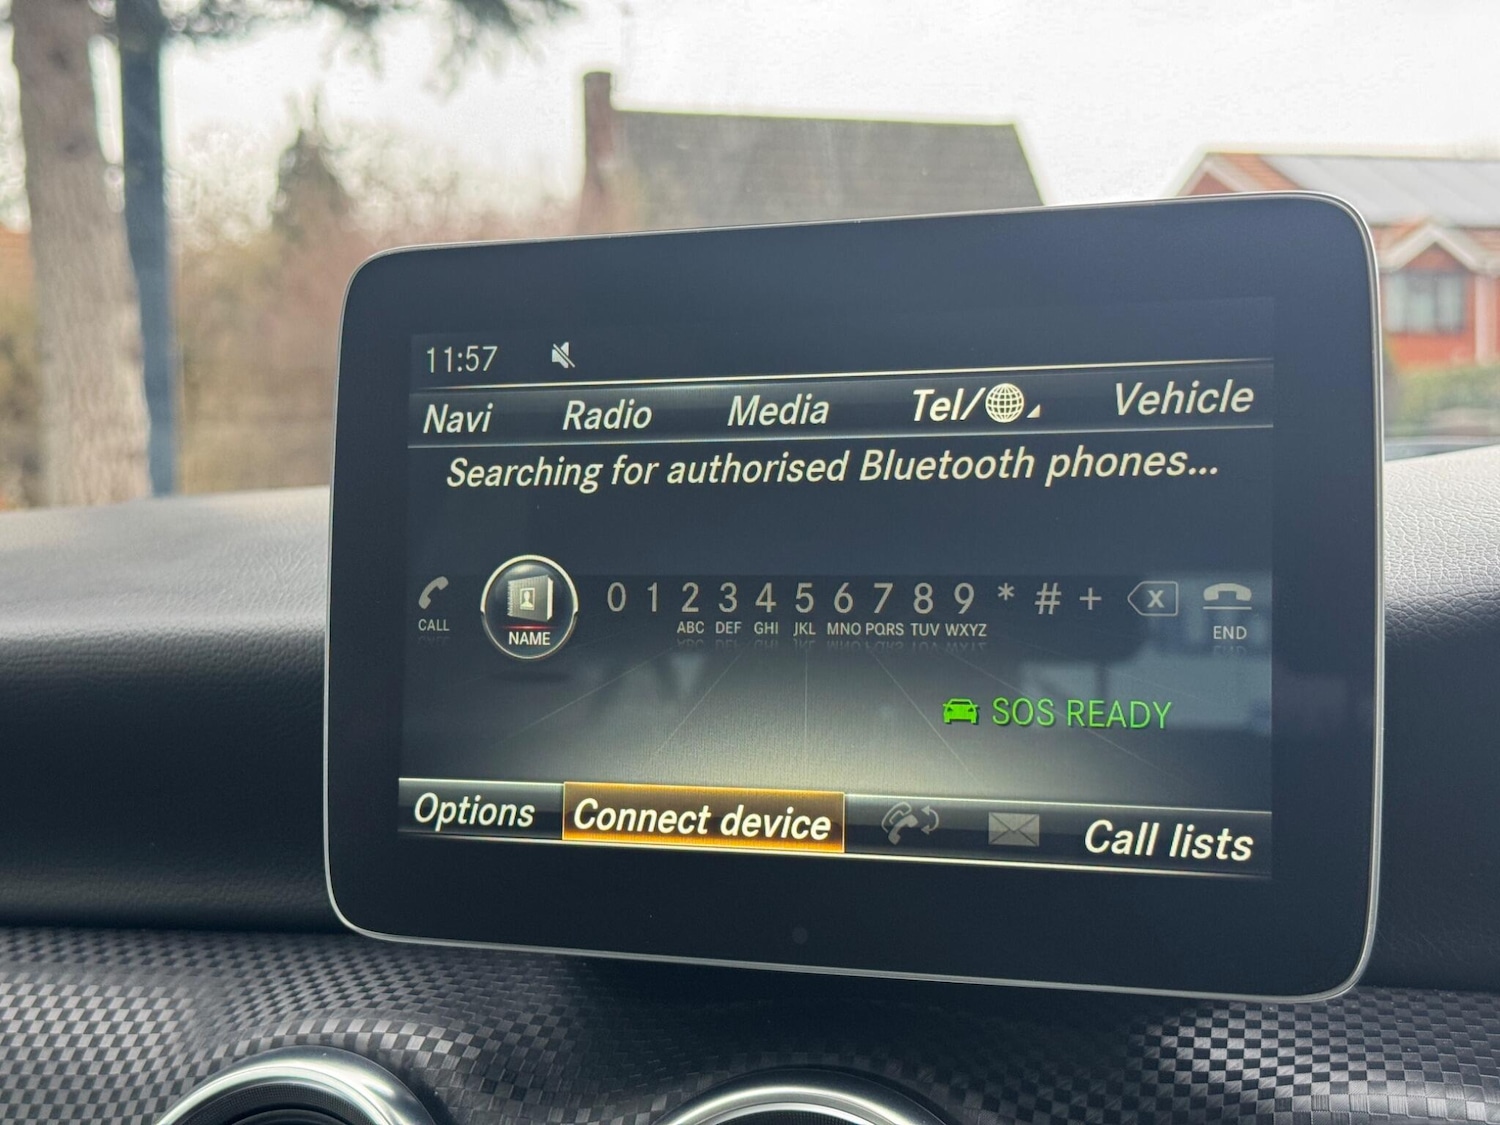 11:57
Navi Radio Media Tel/ Vehicle
Searching for authorised Bluetooth phones...
0 1 2 3 4 5 6 7 8 9 * # + X
CALL NAME ABC DEF GHI JKL MNO PQRS TUV WXYZ END
SOS READY
Options Connect device Call lists